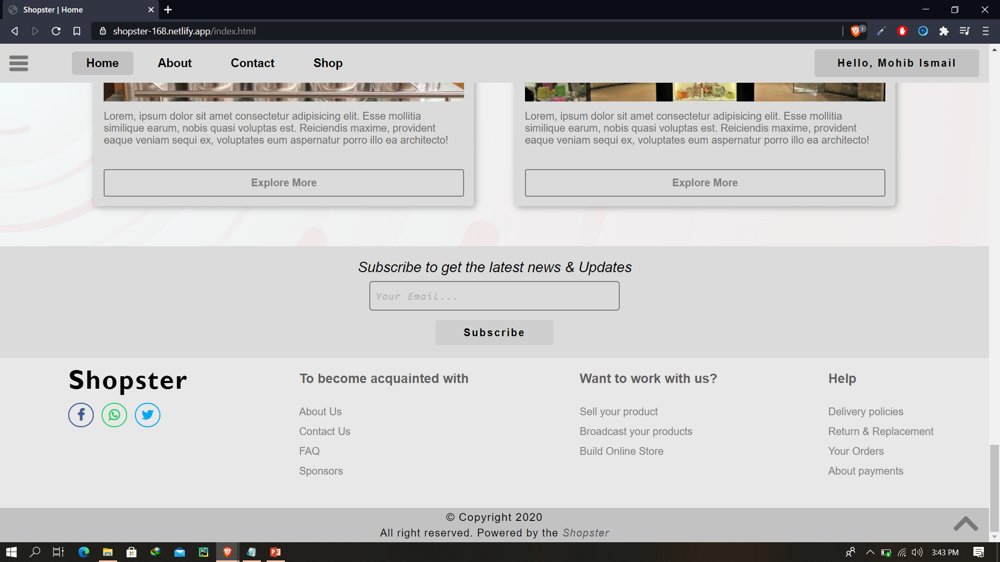 Shopster | Home
shopster-168.netlify.app/index.html
1
Home
About
Contact
Shop
Hello, Mohib Ismail
Lorem, ipsum dolor sit amet consectetur adipisicing elit. Esse mollitia
similique earum, nobis quasi voluptas est. Reiciendis maxime, provident
eaque veniam sequi ex, voluptates eum aspernatur porro illo ea architecto!
Explore More
Lorem, ipsum dolor sit amet consectetur adipisicing elit. Esse mollitia
similique earum, nobis quasi voluptas est. Reiciendis maxime, provident
eaque veniam sequi ex, voluptates eum aspernatur porro illo ea architecto!
Explore More
Subscribe to get the latest news & Updates
Your Email...
Subscribe
Shopster
To become acquainted with
About Us
Contact Us
FAQ
Sponsors
Want to work with us?
Sell your product
Broadcast your products
Build Online Store
Help
Delivery policies
Return & Replacement
Your Orders
About payments
© Copyright 2020
All right reserved. Powered by the Shopster
PC
P
3:43 PM